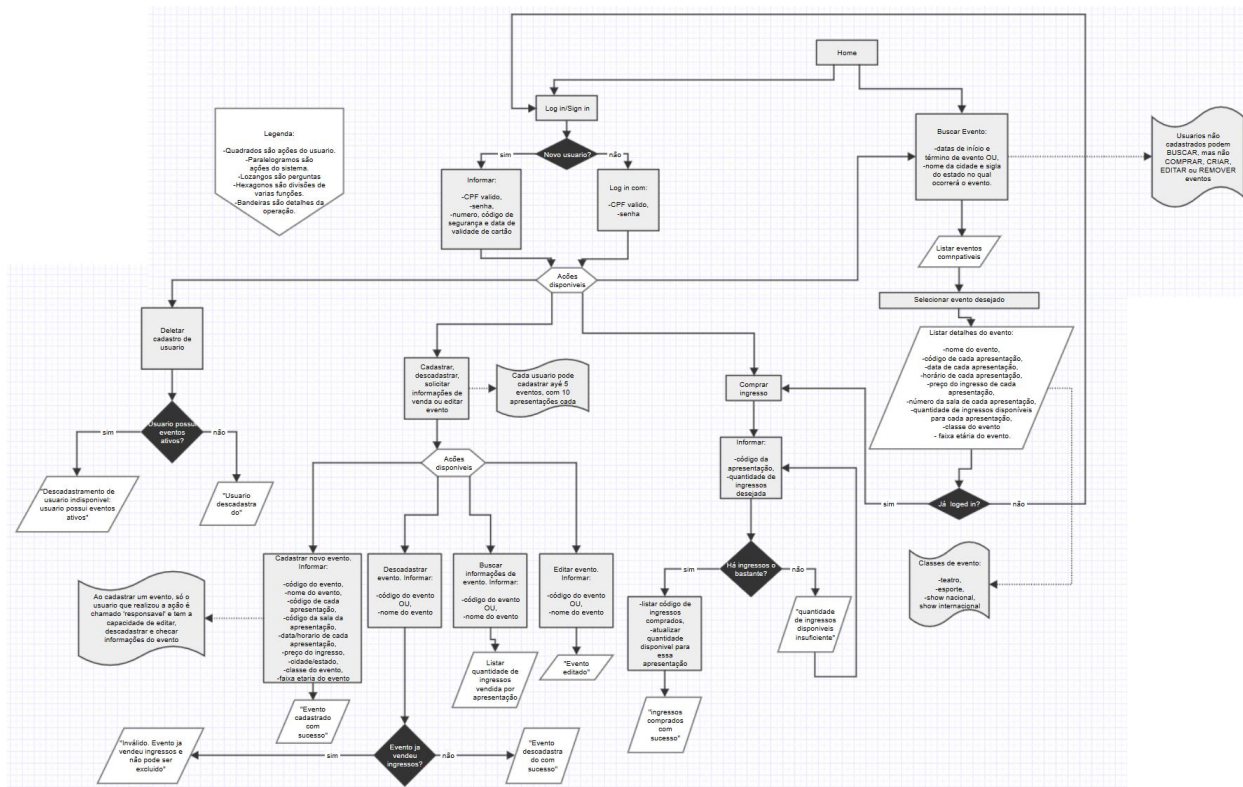 Home
Log in/Sign in
Legenda:
-Quadrados são ações do usuario.
-Paralelogramos são
ações do sistema.
-Lozangos são perguntas
-Hexagonos são divisões de
varias funções.
-Bandeiras são detalhes da
operação.
Novo usuario?
sim
não
Informar:
-CPF valido,
-senha,
-numero, código de
segurança e data de
validade de cartão
Log in com:
-CPF valido,
-senha
Buscar Evento:
-datas de início e
término de evento OU,
-nome da cidade e sigla
do estado no qual
ocorrerá o evento.
Usuarios não
cadastrados podem
BUSCAR, mas não
COMPRAR, CRIAR,
EDITAR ou REMOVER
eventos
Listar eventos
comnpativeis
Acões
disponiveis
Selecionar evento desejado
Deletar
cadastro de
usuario
Listar detalhes do evento:
-nome do evento,
-código de cada apresentação,
-data de cada apresentação,
-horário de cada apresentação,
-preço do ingresso de cada
apresentação,
-número da sala de cada apresentação,
-quantidade de ingressos disponíveis
para cada apresentação,
-classe do evento
- faixa etária do evento.
Cadastrar,
descadastrar,
solicitar
informações de
venda ou editar
evento
Cada usuario pode
cadastrar ayé 5
eventos, com 10
apresentações cada
Comprar
ingresso
Usuario possui
eventos
ativos?
sim
não
"Descadastramento de
usuario indisponivel:
usuario possui eventos
ativos"
"Usuario
descadastra
do"
Acões
disponiveis
Informar:
-código da
apresentação,
-quantidade de
ingressos
desejada
Já loged in?
sim
não
Cadastrar novo evento.
Informar:
-código do evento,
-nome do evento,
-código de cada
apresentação,
-código da sala da
apresentação,
-data/horario de cada
apresentação,
-preço do ingresso,
-cidade/estado,
-classe do evento,
-faixa etaria do evento
Descadastrar
evento. Informar:
-código do evento
OU,
-nome do evento
Buscar
informações de
evento. Informar:
-código do evento
OU,
-nome do evento
Editar evento.
Informar:
-código do evento
OU,
-nome do evento
Há ingressos o
bastante?
sim
não
Classes de evento:
-teatro,
-esporte,
-show nacional,
show internacional
Ao cadastrar um evento, só o
usuario que realizou a ação é
chamado 'responsavel' e tem a
capacidade de editar,
descadastrar e checar
informações do evento
-listar código de
ingressos
comprados,
-atualizar
quantidade
disponivel para
essa
apresentação
"quantidade
de ingressos
disponiveis
insuficiente"
Listar
quantidade de
ingressos
vendida por
apresentação
"Evento
editado"
"Evento
cadastrado
com
sucesso"
"ingressos
comprados
com
sucesso"
"Inválido. Evento ja
vendeu ingressos e
não pode ser
excluido"
sim
Evento ja
vendeu
ingressos?
não
"Evento
descadastra
do com
sucesso"